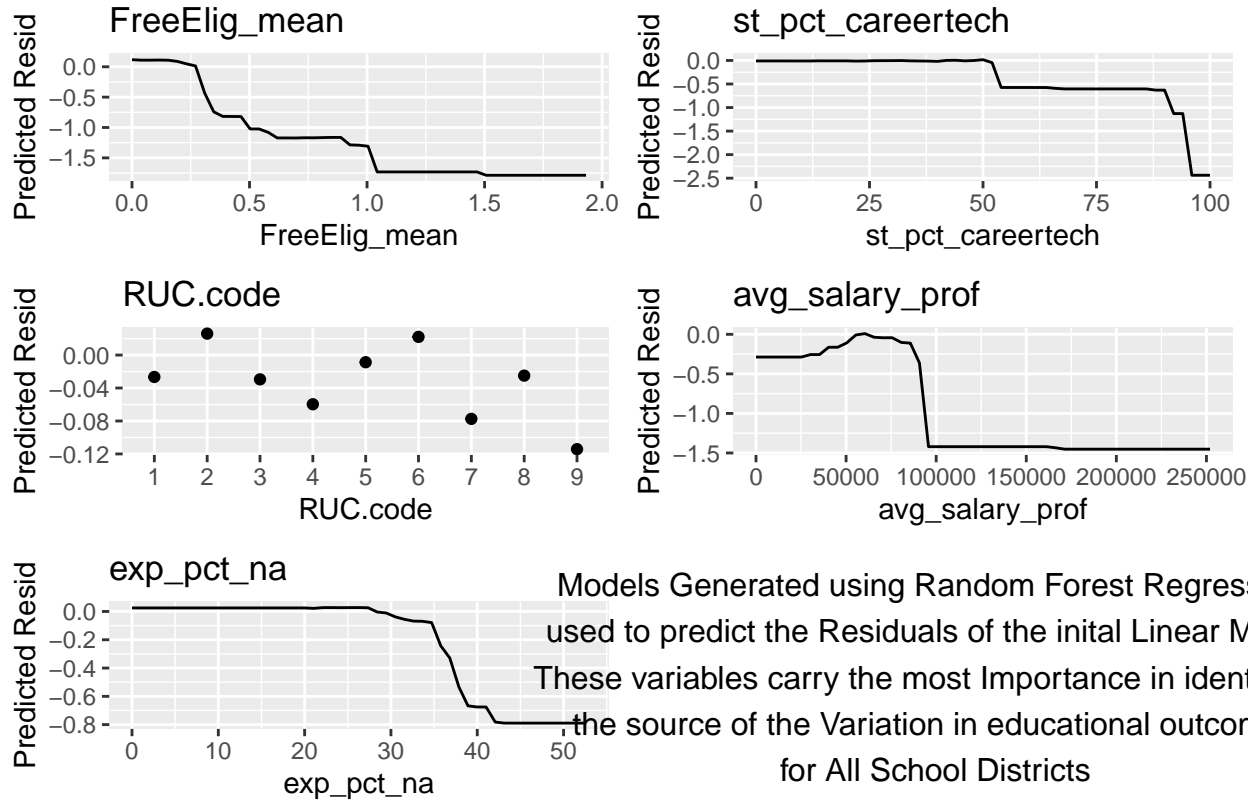 FreeElig_mean
Predicted Resid
0.0
−0.5
−1.0
−1.5
0.0 0.5 1.0 1.5 2.0
FreeElig_mean
st_pct_careertech
Predicted Resid
0.0
−0.5
−1.0
−1.5
−2.0
−2.5
0 25 50 75 100
st_pct_careertech
RUC.code
Predicted Resid
0.00
−0.04
−0.08
−0.12
1 2 3 4 5 6 7 8 9
RUC.code
avg_salary_prof
Predicted Resid
0.0
−0.5
−1.0
−1.5
0 50000 100000 150000 200000 250000
avg_salary_prof
exp_pct_na
Predicted Resid
0.0
−0.2
−0.4
−0.6
−0.8
0 10 20 30 40 50
exp_pct_na
Models Generated using Random Forest Regress
used to predict the Residuals of the inital Linear M
These variables carry the most Importance in ident
the source of the Variation in educational outcor
for All School Districts